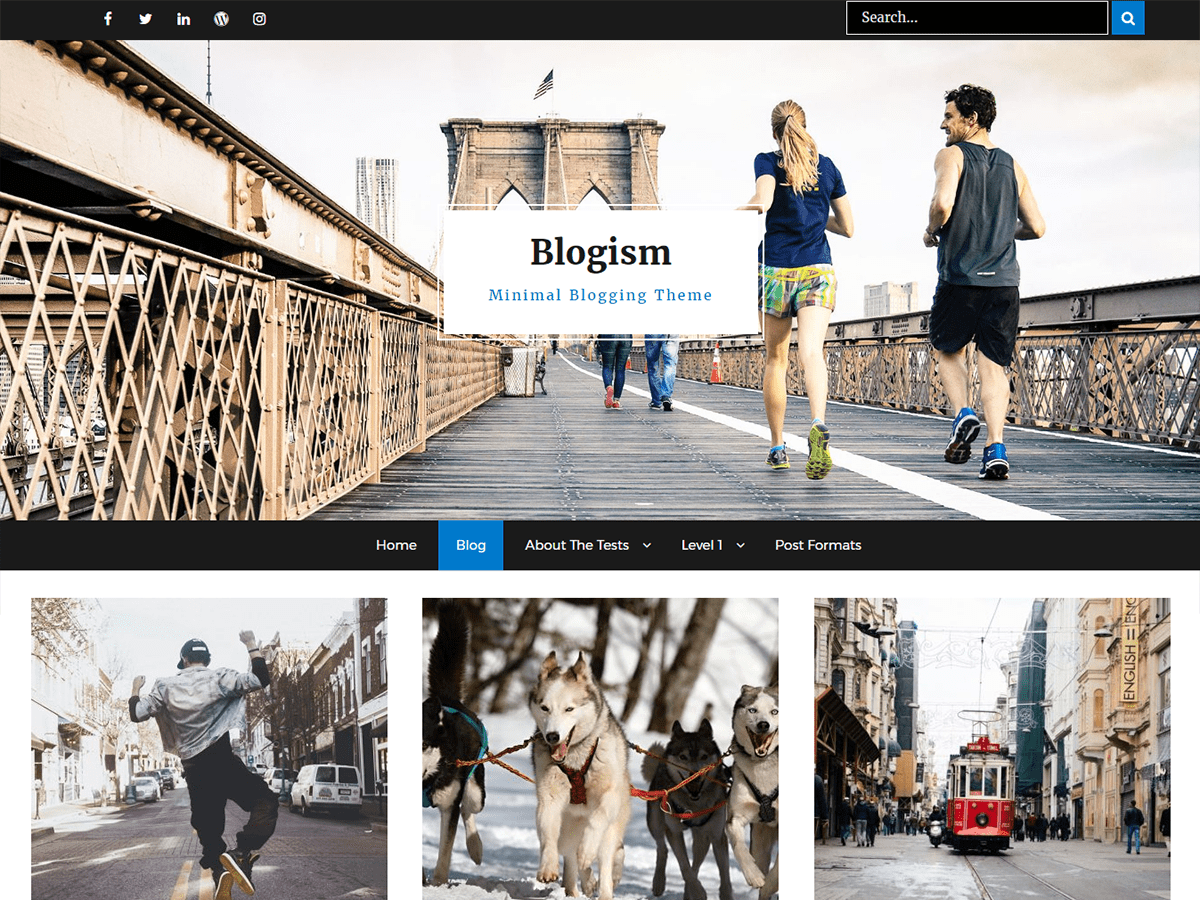 Search...
Blogism
Minimal Blogging Theme
Home
Blog
About The Tests
Level 1
Post Formats
ENGLISH
ENG